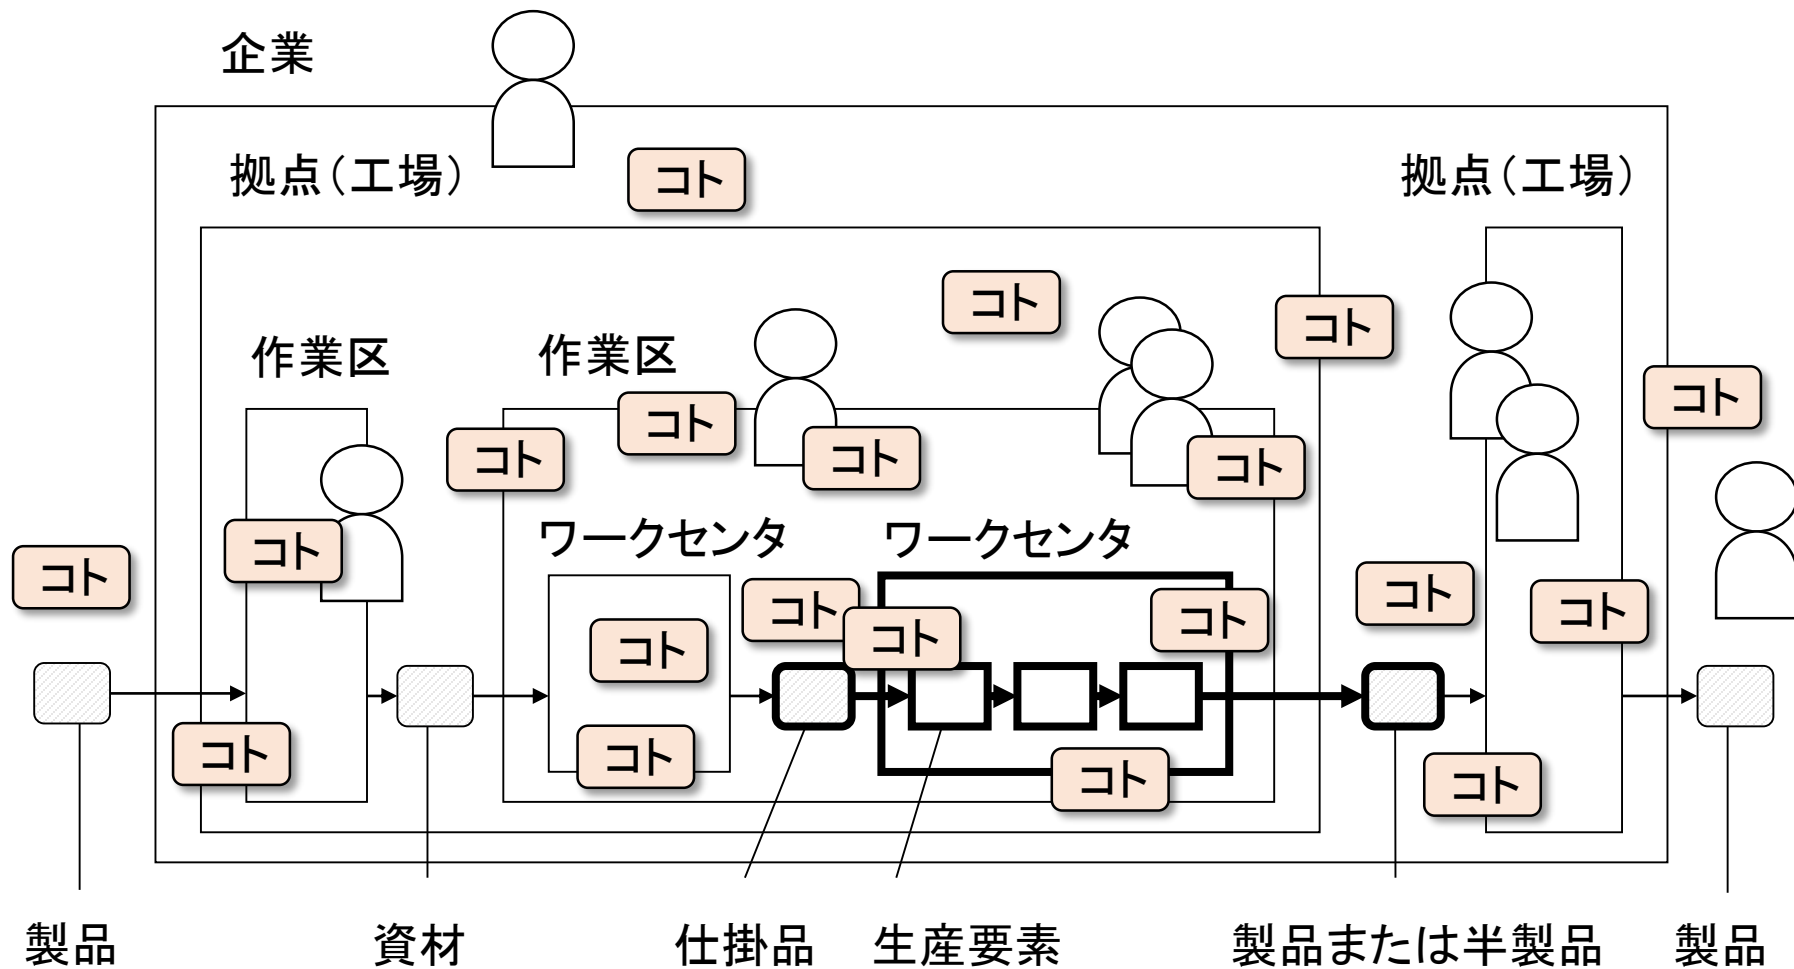 企業
拠点（工場）
コト
拠点（工場）
コト
コト
作業区
作業区
コト
コト
コト
コト
コト
ワークセンタ
ワークセンタ
コト
コト
コト
コト
コト
コト
コト
コト
コト
コト
コト
コト
コト
製品
資材
仕掛品
生産要素
製品または半製品
製品